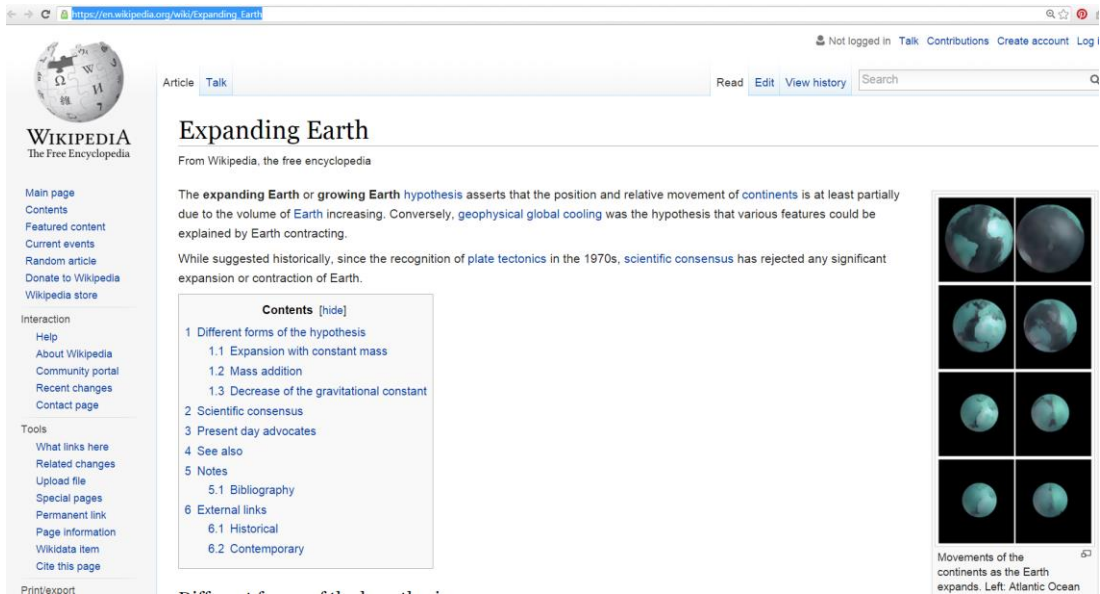 https://en.wikipedia.org/wiki/Expanding_Earth
Not logged in Talk Contributions Create account Log
Article Talk
Read Edit View history Search
WIKIPEDIA
The Free Encyclopedia
Main page
Contents
Featured content
Current events
Random article
Donate to Wikipedia
Wikipedia store
Interaction
Help
About Wikipedia
Community portal
Recent changes
Contact page
Tools
What links here
Related changes
Upload file
Special pages
Permanent link
Page information
Wikidata item
Cite this page
Print/export
Expanding Earth
From Wikipedia, the free encyclopedia
The expanding Earth or growing Earth hypothesis asserts that the position and relative movement of continents is at least partially
due to the volume of Earth increasing. Conversely, geophysical global cooling was the hypothesis that various features could be
explained by Earth contracting.
While suggested historically, since the recognition of plate tectonics in the 1970s, scientific consensus has rejected any significant
expansion or contraction of Earth.
Contents [hide]
1 Different forms of the hypothesis
1.1 Expansion with constant mass
1.2 Mass addition
1.3 Decrease of the gravitational constant
2 Scientific consensus
3 Present day advocates
4 See also
5 Notes
5.1 Bibliography
6 External links
6.1 Historical
6.2 Contemporary
Movements of the
continents as the Earth
expands. Left: Atlantic Ocean